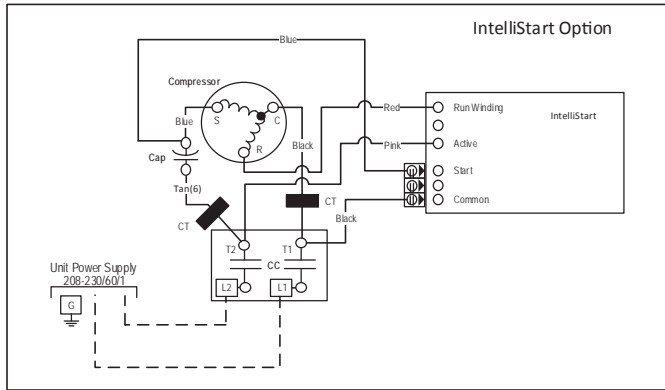 IntelliStart Option
Blue
Compressor
S
C
R
Blue
Cap
Tan(6)
CT
Black
CT
Red
Pink
Black
Run Winding
Active
Start
Common
IntelliStart
T2
T1
CC
L2
L1
Unit Power Supply
208-230/60/1
G